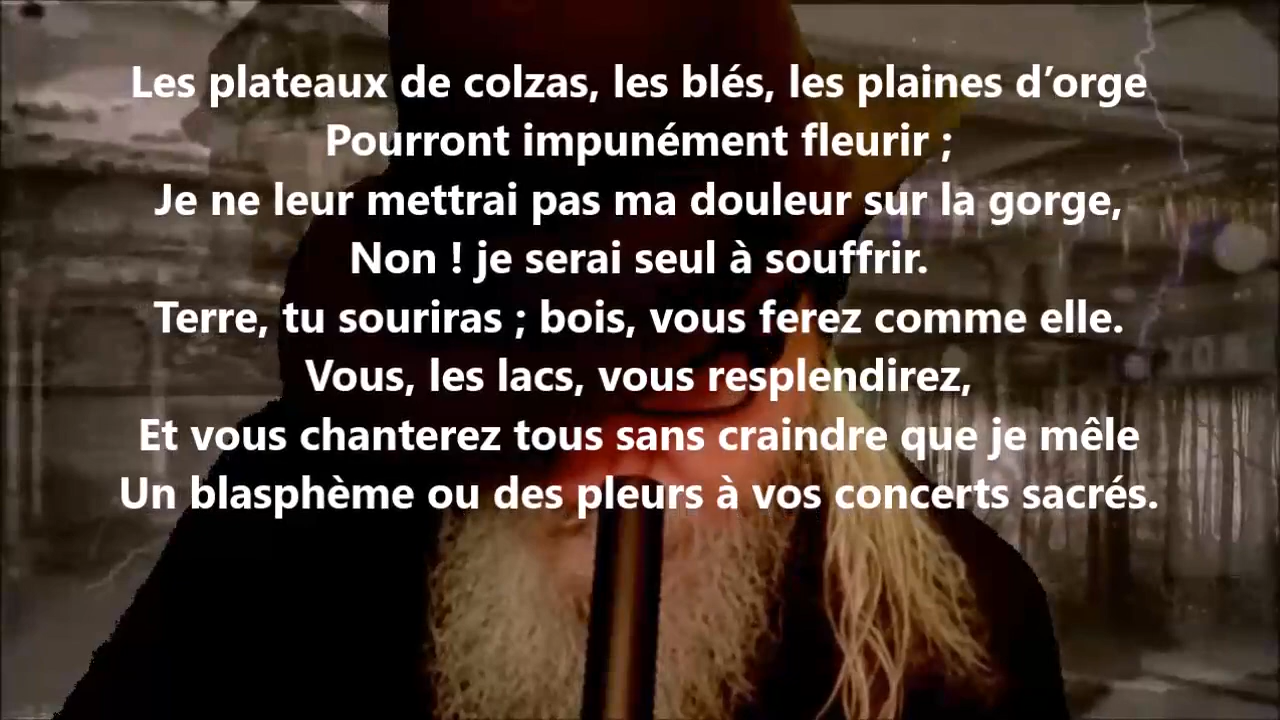 Les plateaux de colzas, les blés, les plaines d’orge
Pourront impunément fleurir ;
Je ne leur mettrai pas ma douleur sur la gorge,
Non ! je serai seul à souffrir.
Terre, tu souriras ; bois, vous ferez comme elle.
Vous, les lacs, vous resplendirez,
Et vous chanterez tous sans craindre que je mêle
Un blasphème ou des pleurs à vos concerts sacrés.